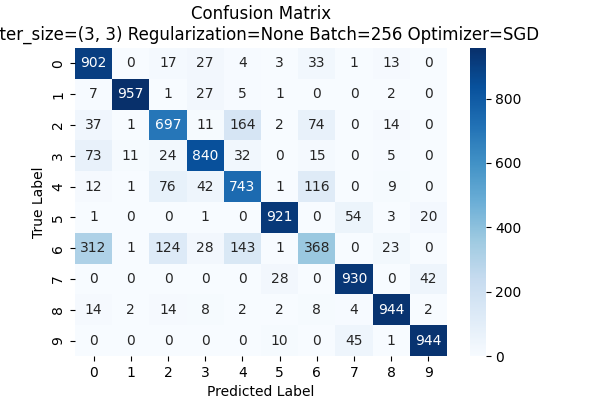 Confusion Matrix
ter_size=(3, 3) Regularization=None Batch=256 Optimizer=SGD
0 902 0 17 27 4 3 33 1 13 0
1 7 957 1 27 5 1 0 0 2 0
2 37 1 697 11 164 2 74 0 14 0
3 73 11 24 840 32 0 15 0 5 0
4 12 1 76 42 743 1 116 0 9 0
5 1 0 0 1 0 921 0 54 3 20
6 312 1 124 28 143 1 368 0 23 0
7 0 0 0 0 0 28 0 930 0 42
8 14 2 14 8 2 2 8 4 944 2
9 0 0 0 0 0 10 0 45 1 944
0 1 2 3 4 5 6 7 8 9
Predicted Label
True Label
800
600
400
200
0